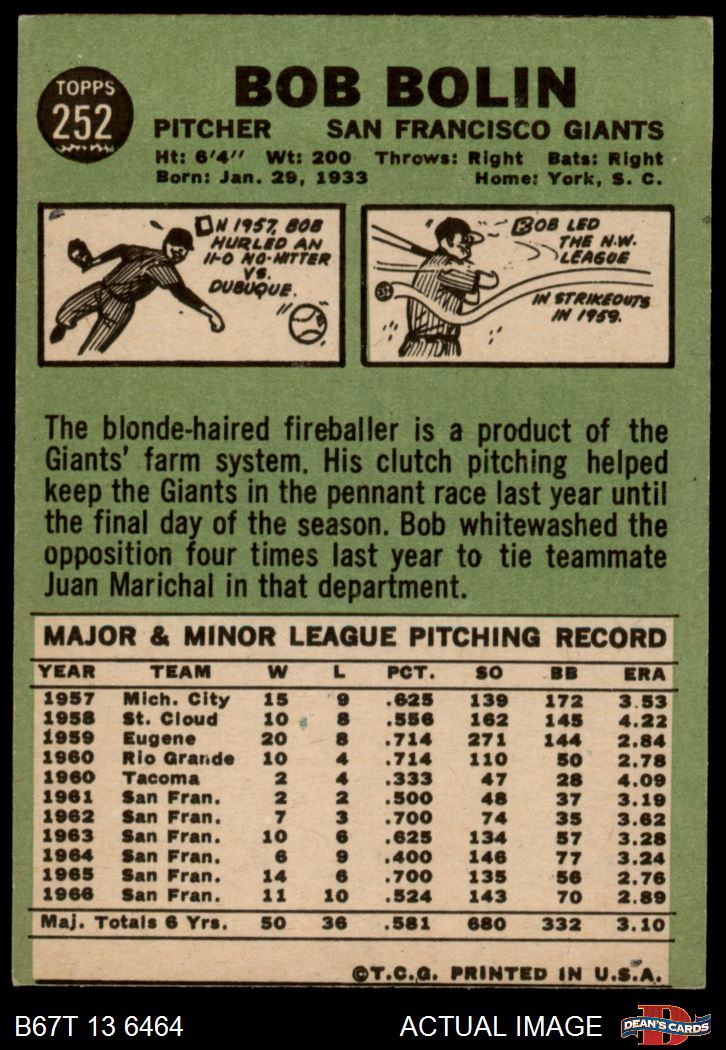 TOPPS
252
BOB BOLIN
PITCHER SAN FRANCISCO GIANTS
Ht: 6'4" Wt: 200 Throws: Right Bats: Right
Born: Jan. 29, 1933 Home: York, S. C.
IN 1957, BOB
HURLED AN
11-0 NO-HITTER
VS.
DUBUQUE.
BOB LED
THE N.W.
LEAGUE
IN STRIKEOUTS
IN 1959.
The blonde-haired fireballer is a product of the
Giants' farm system. His clutch pitching helped
keep the Giants in the pennant race last year until
the final day of the season. Bob whitewashed the
opposition four times last year to tie teammate
Juan Marichal in that department.
MAJOR & MINOR LEAGUE PITCHING RECORD
YEAR TEAM W L PCT. SO BB ERA
1957 Mich. City 15 9 .625 139 172 3.53
1958 St. Cloud 10 8 .556 162 145 4.22
1959 Eugene 20 8 .714 271 144 2.84
1960 Rio Grande 10 4 .714 110 50 2.78
1960 Tacoma 2 4 .333 47 28 4.09
1961 San Fran. 2 2 .500 48 37 3.19
1962 San Fran. 7 3 .700 74 35 3.62
1963 San Fran. 10 6 .625 134 57 3.28
1964 San Fran. 6 9 .400 146 77 3.24
1965 San Fran. 14 6 .700 135 56 2.76
1966 San Fran. 11 10 .524 143 70 2.89
Maj. Totals 6 Yrs. 50 36 .581 680 332 3.10
©T.C.G. PRINTED IN U.S.A.
B67T 13 6464 ACTUAL IMAGE
D
DEAN'S CARDS